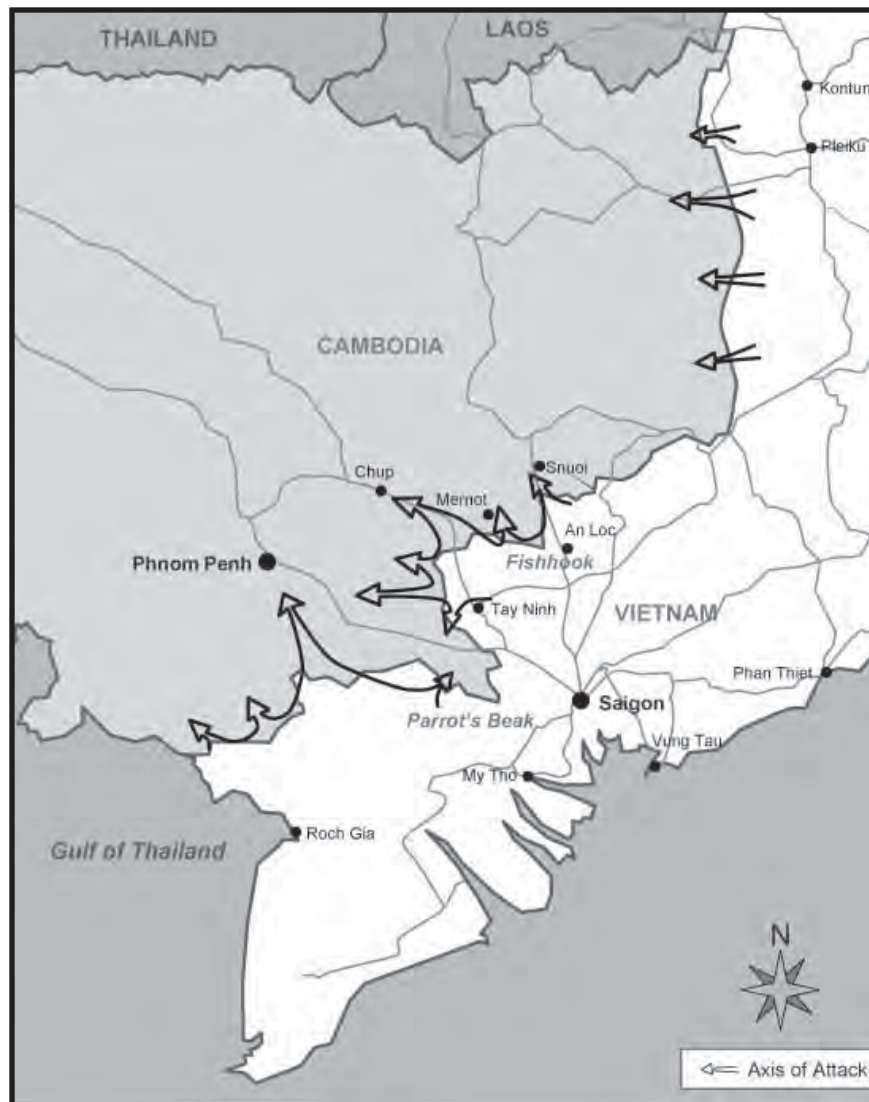 THAILAND
LAOS
Kontum
Pleiku
CAMBODIA
Chup
Memot
Snuol
An Loc
Fishhook
Phnom Penh
Tay Ninh
VIETNAM
Phan Thiet
Parrot's Beak
Saigon
Vung Tau
My Tho
Roch Gia
Gulf of Thailand
N
Axis of Attack